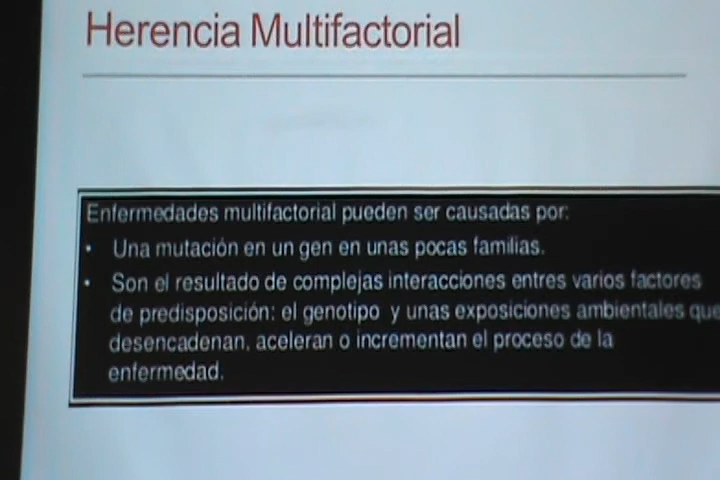 Herencia Multifactorial
Enfermedades multifactorial pueden ser causadas por:
• Una mutación en un gen en unas pocas familias.
• Son el resultado de complejas interacciones entres varios factores
de predisposición: el genotipo y unas exposiciones ambientales que
desencadenan, aceleran o incrementan el proceso de la
enfermedad.